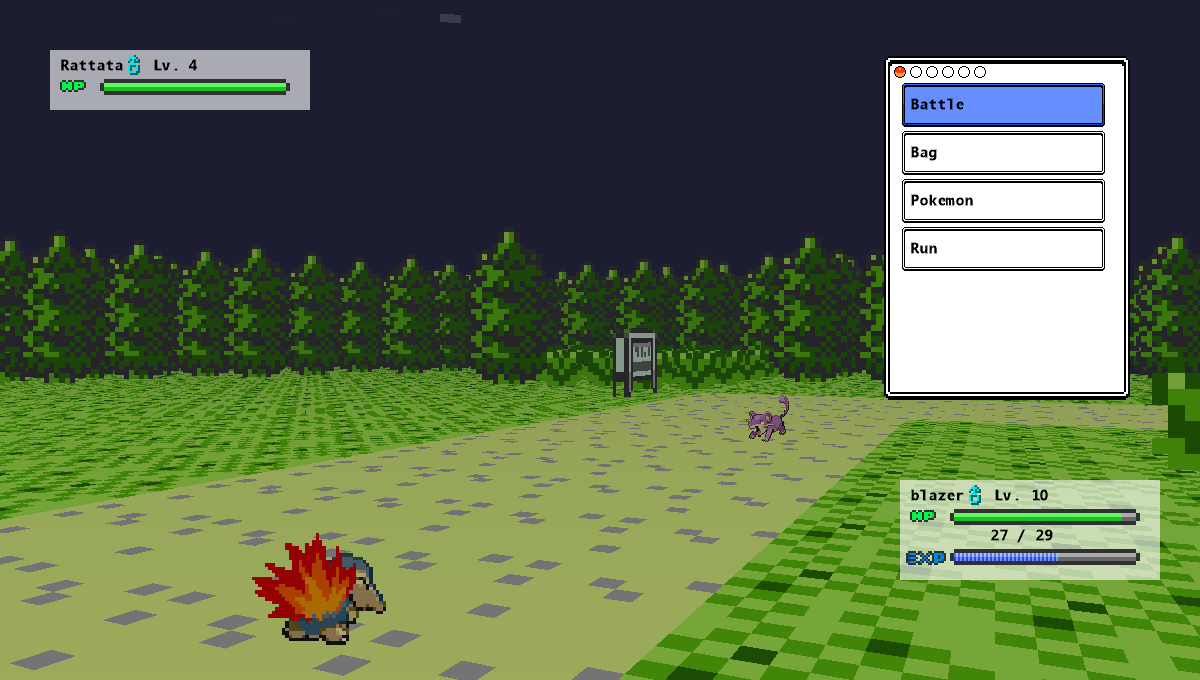 Rattata Lv. 4
HP
Battle
Bag
Pokemon
Run
blazer Lv. 10
HP
27 / 29
EXP